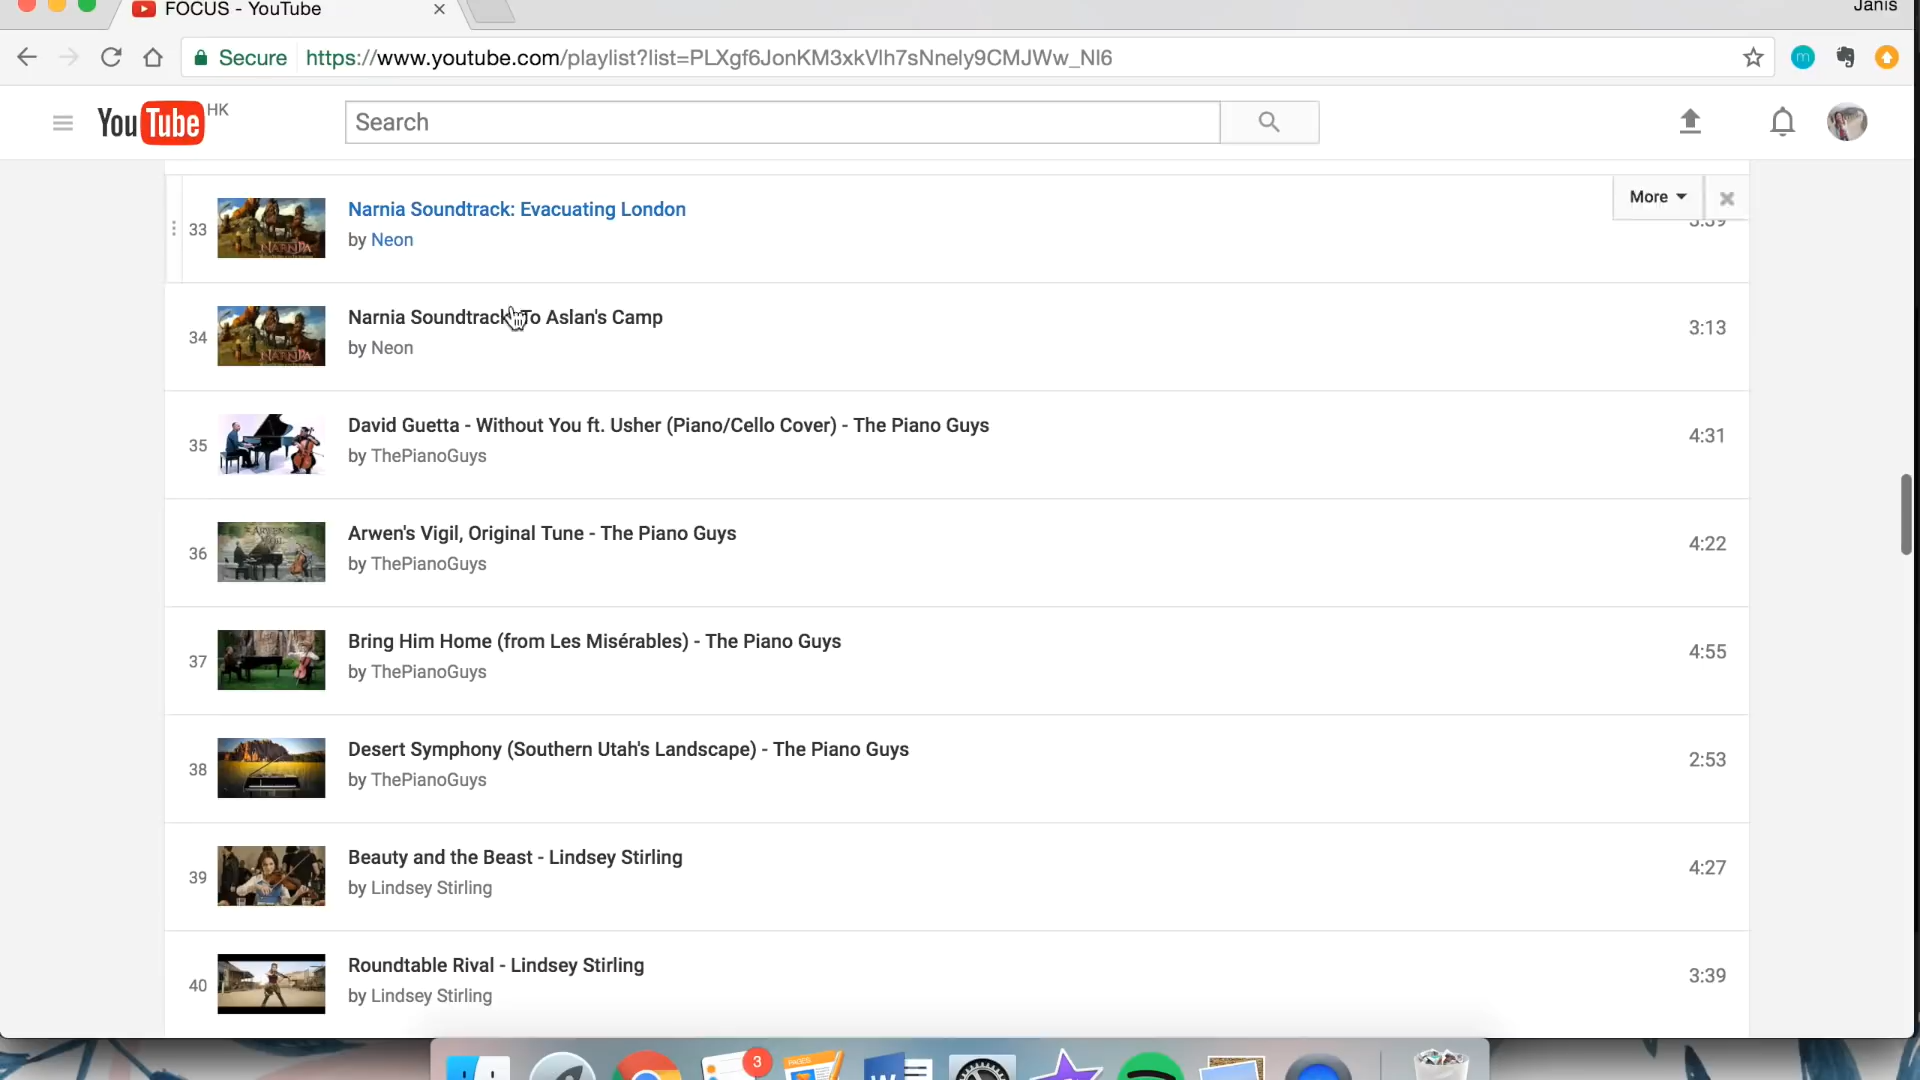 FOCUS - YouTube
Janis
Secure https://www.youtube.com/playlist?list=PLXgf6JonKM3xkVlh7sNnely9CMJWw_Nl6
YouTube HK
Search
33
Narnia Soundtrack: Evacuating London
by Neon
More
3:39
34
Narnia Soundtrack: To Aslan's Camp
by Neon
3:13
35
David Guetta - Without You ft. Usher (Piano/Cello Cover) - The Piano Guys
by ThePianoGuys
4:31
36
Arwen's Vigil, Original Tune - The Piano Guys
by ThePianoGuys
4:22
37
Bring Him Home (from Les Misérables) - The Piano Guys
by ThePianoGuys
4:55
38
Desert Symphony (Southern Utah's Landscape) - The Piano Guys
by ThePianoGuys
2:53
39
Beauty and the Beast - Lindsey Stirling
by Lindsey Stirling
4:27
40
Roundtable Rival - Lindsey Stirling
by Lindsey Stirling
3:39
3
PAGES
W